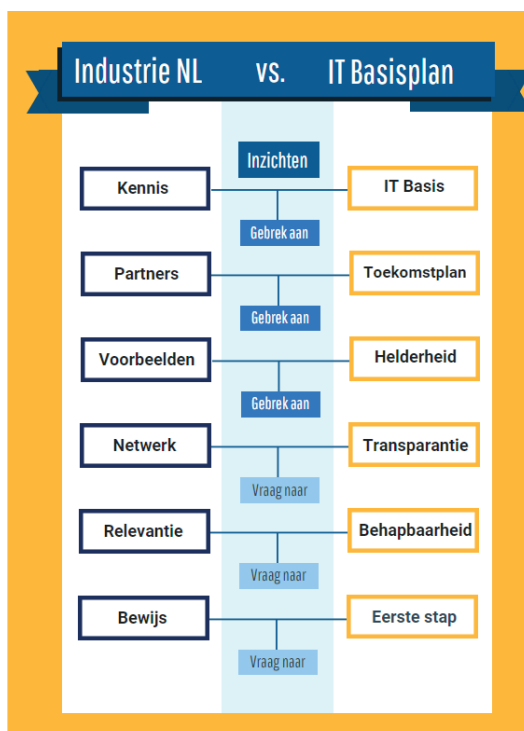 Industrie NL vs. IT Basisplan
Inzichten
Kennis IT Basis
Gebrek aan
Partners Toekomstplan
Gebrek aan
Voorbeelden Helderheid
Gebrek aan
Netwerk Transparantie
Vraag naar
Relevantie Behapbaarheid
Vraag naar
Bewijs Eerste stap
Vraag naar